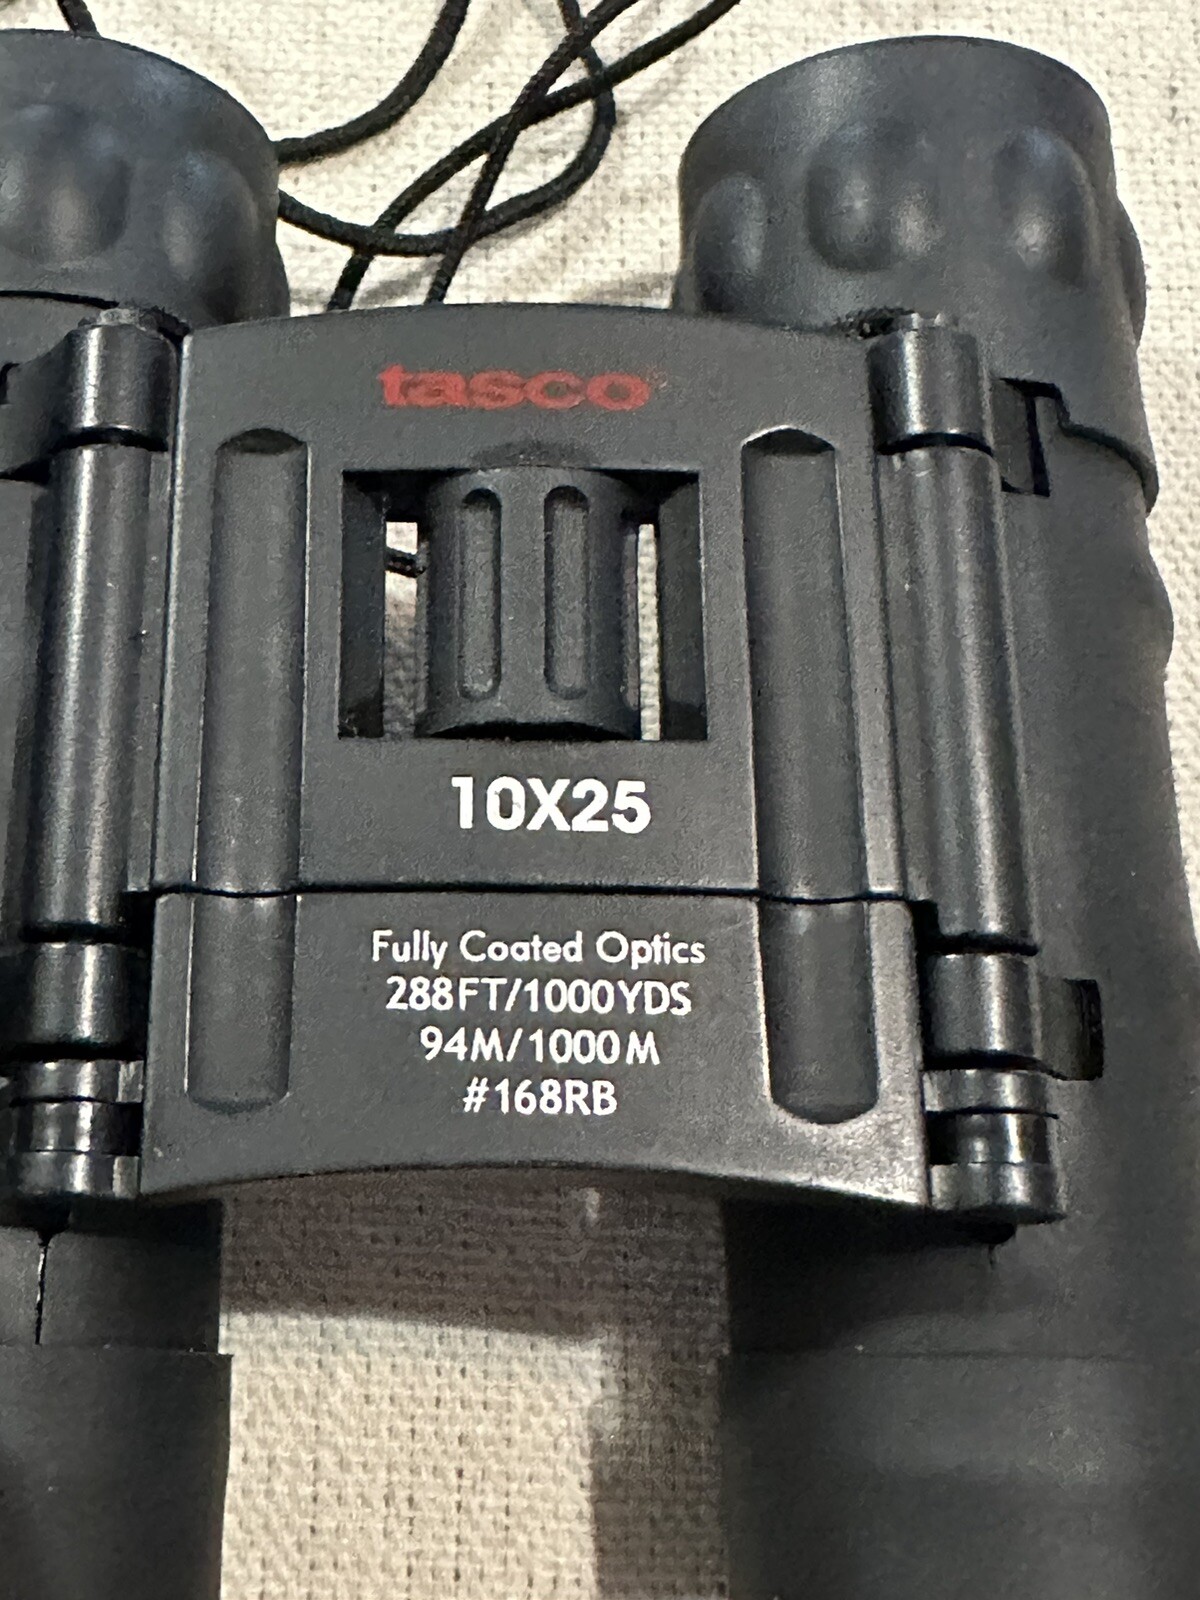 tasco
10X25
Fully Coated Optics
288FT/1000YDS
94M/1000M
#168RB